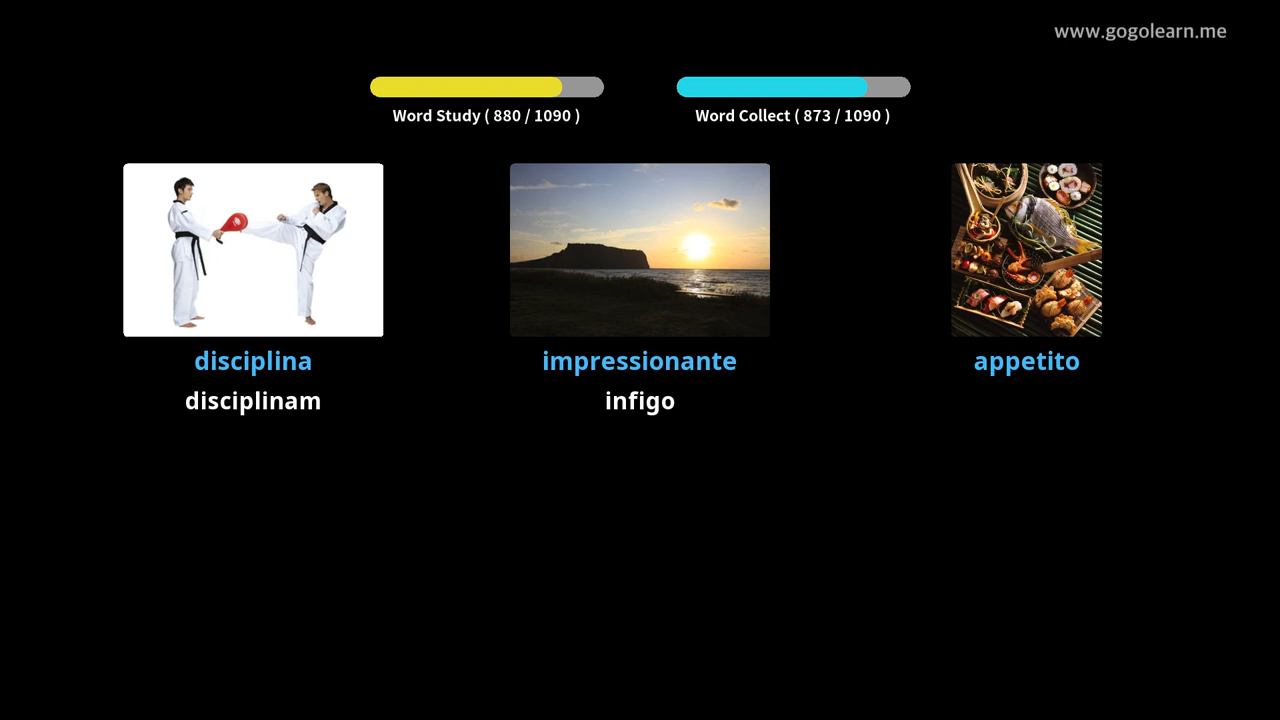 www.gogolearn.me
Word Study ( 880 / 1090 )
Word Collect ( 873 / 1090 )
disciplina
impressionante
appetito
disciplinam
infigo